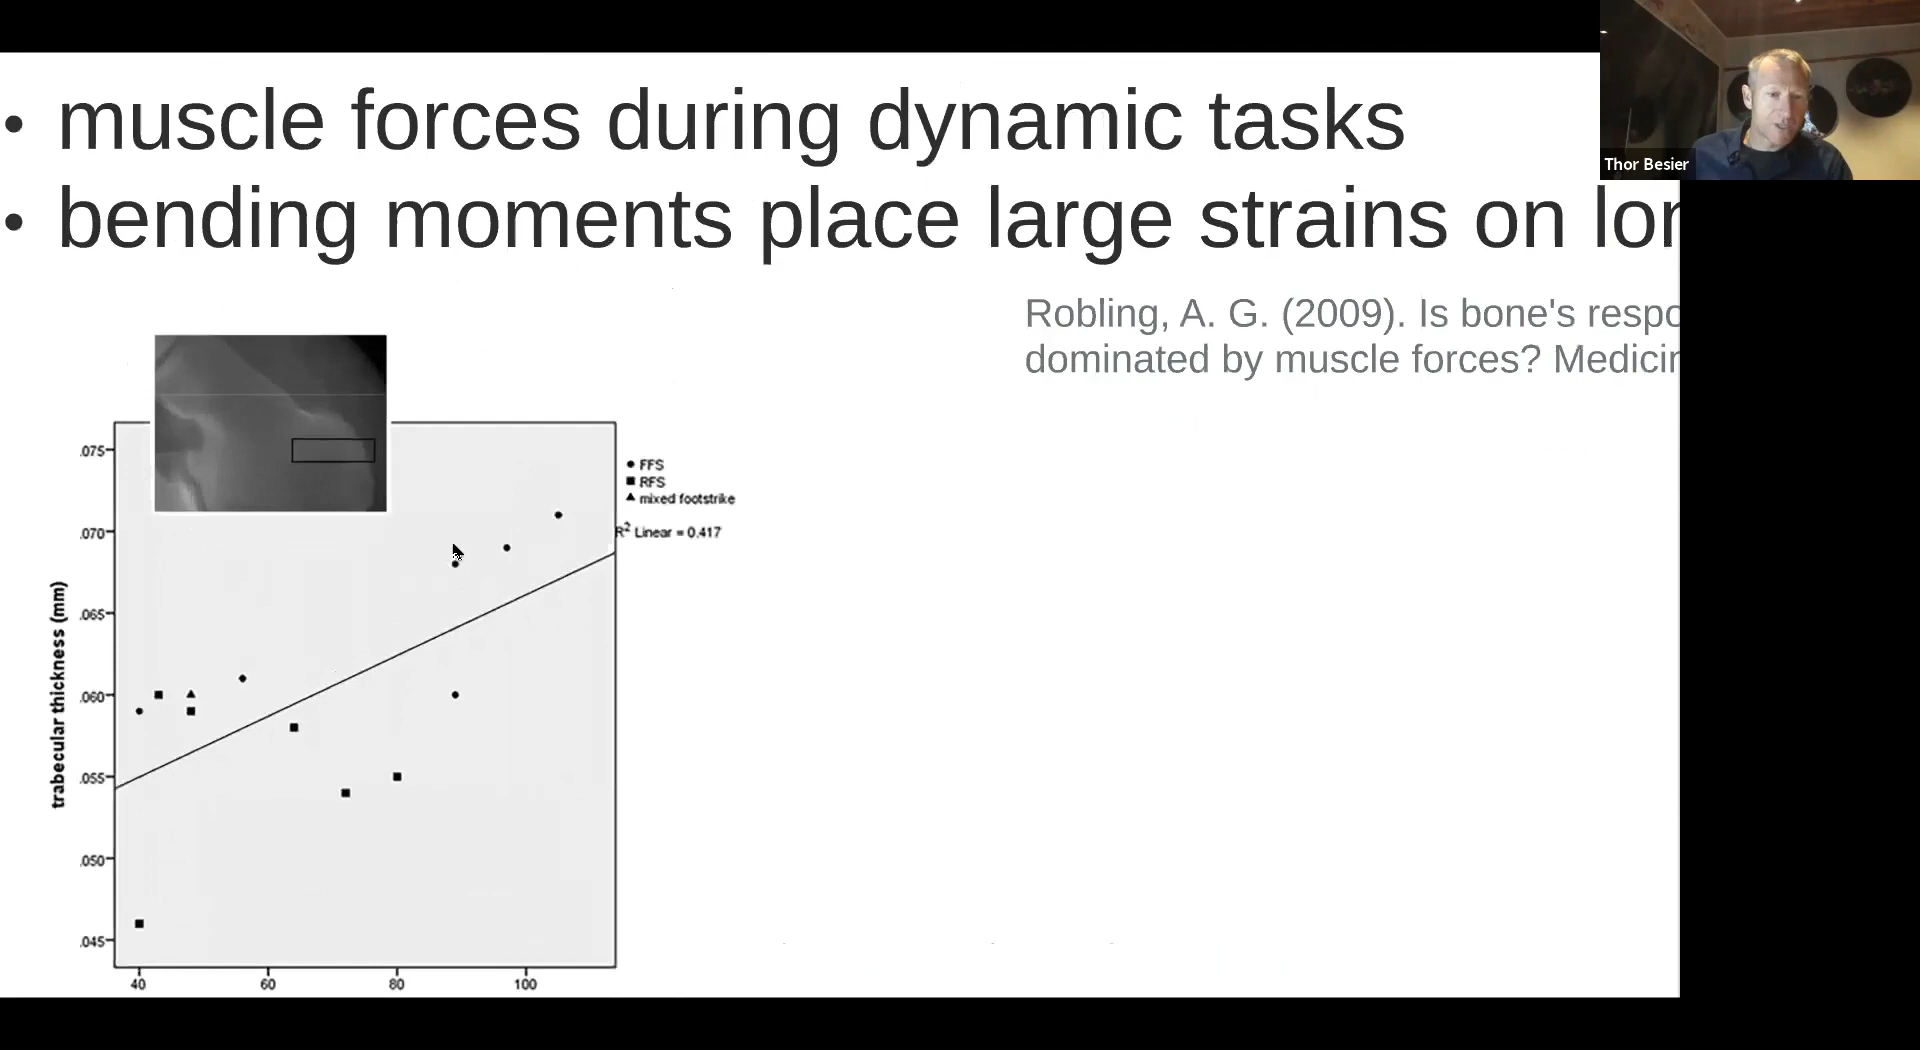 • muscle forces during dynamic tasks
Thor Besier
• bending moments place large strains on lon
Robling, A. G. (2009). Is bone's respo
dominated by muscle forces? Medicin
.075
.070
.065
.060
.055
.050
.045
trabecular thickness (mm)
FFS
RFS
mixed footstrike
R² Linear = 0.417
40 60 80 100